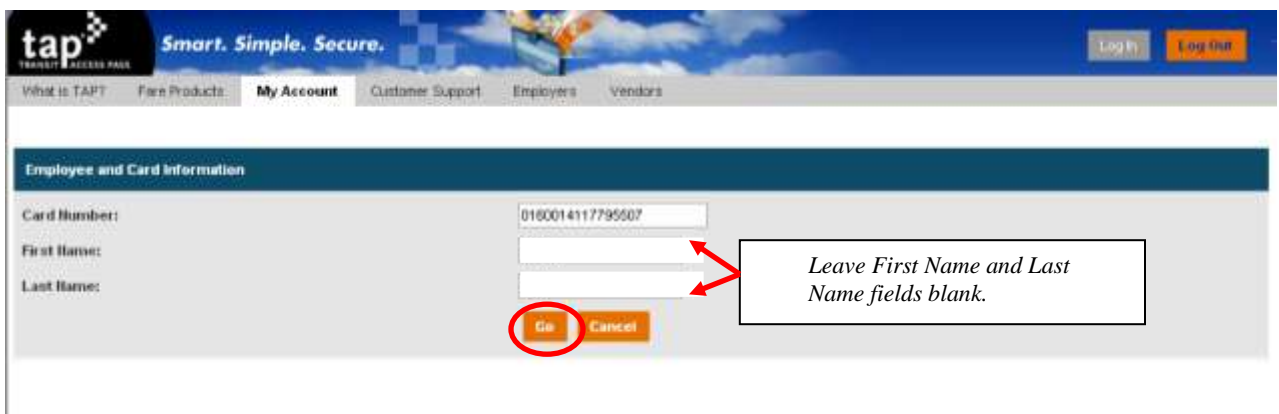 tap
TRANSIT ACCESS PASS
Smart. Simple. Secure.
Log In
Log Out
What is TAP?
Fare Products
My Account
Customer Support
Employers
Vendors
Employee and Card Information
Card Number:
0160014117795507
First Name:
Last Name:
Leave First Name and Last
Name fields blank.
Go
Cancel